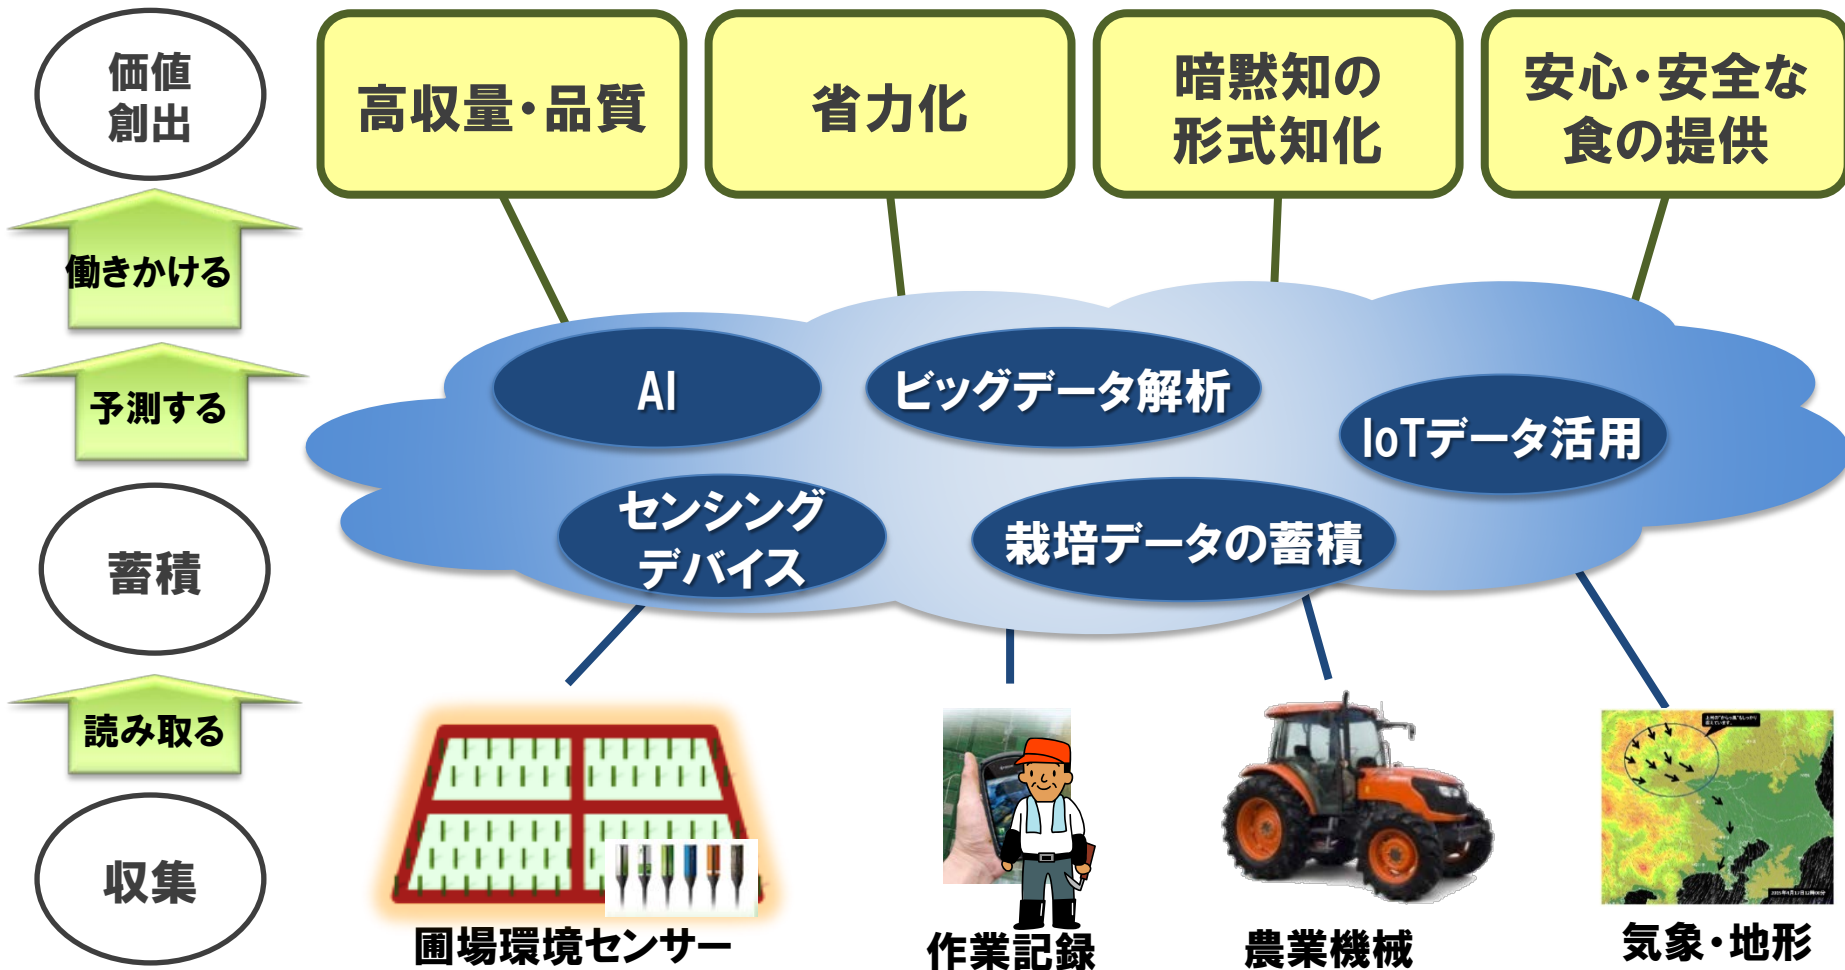 価値
創出
高収量・品質
省力化
暗黙知の
形式知化
安心・安全な
食の提供
働きかける
予測する
AI
ビッグデータ解析
IoTデータ活用
センシング
デバイス
栽培データの蓄積
蓄積
読み取る
収集
圃場環境センサー
作業記録
農業機械
気象・地形